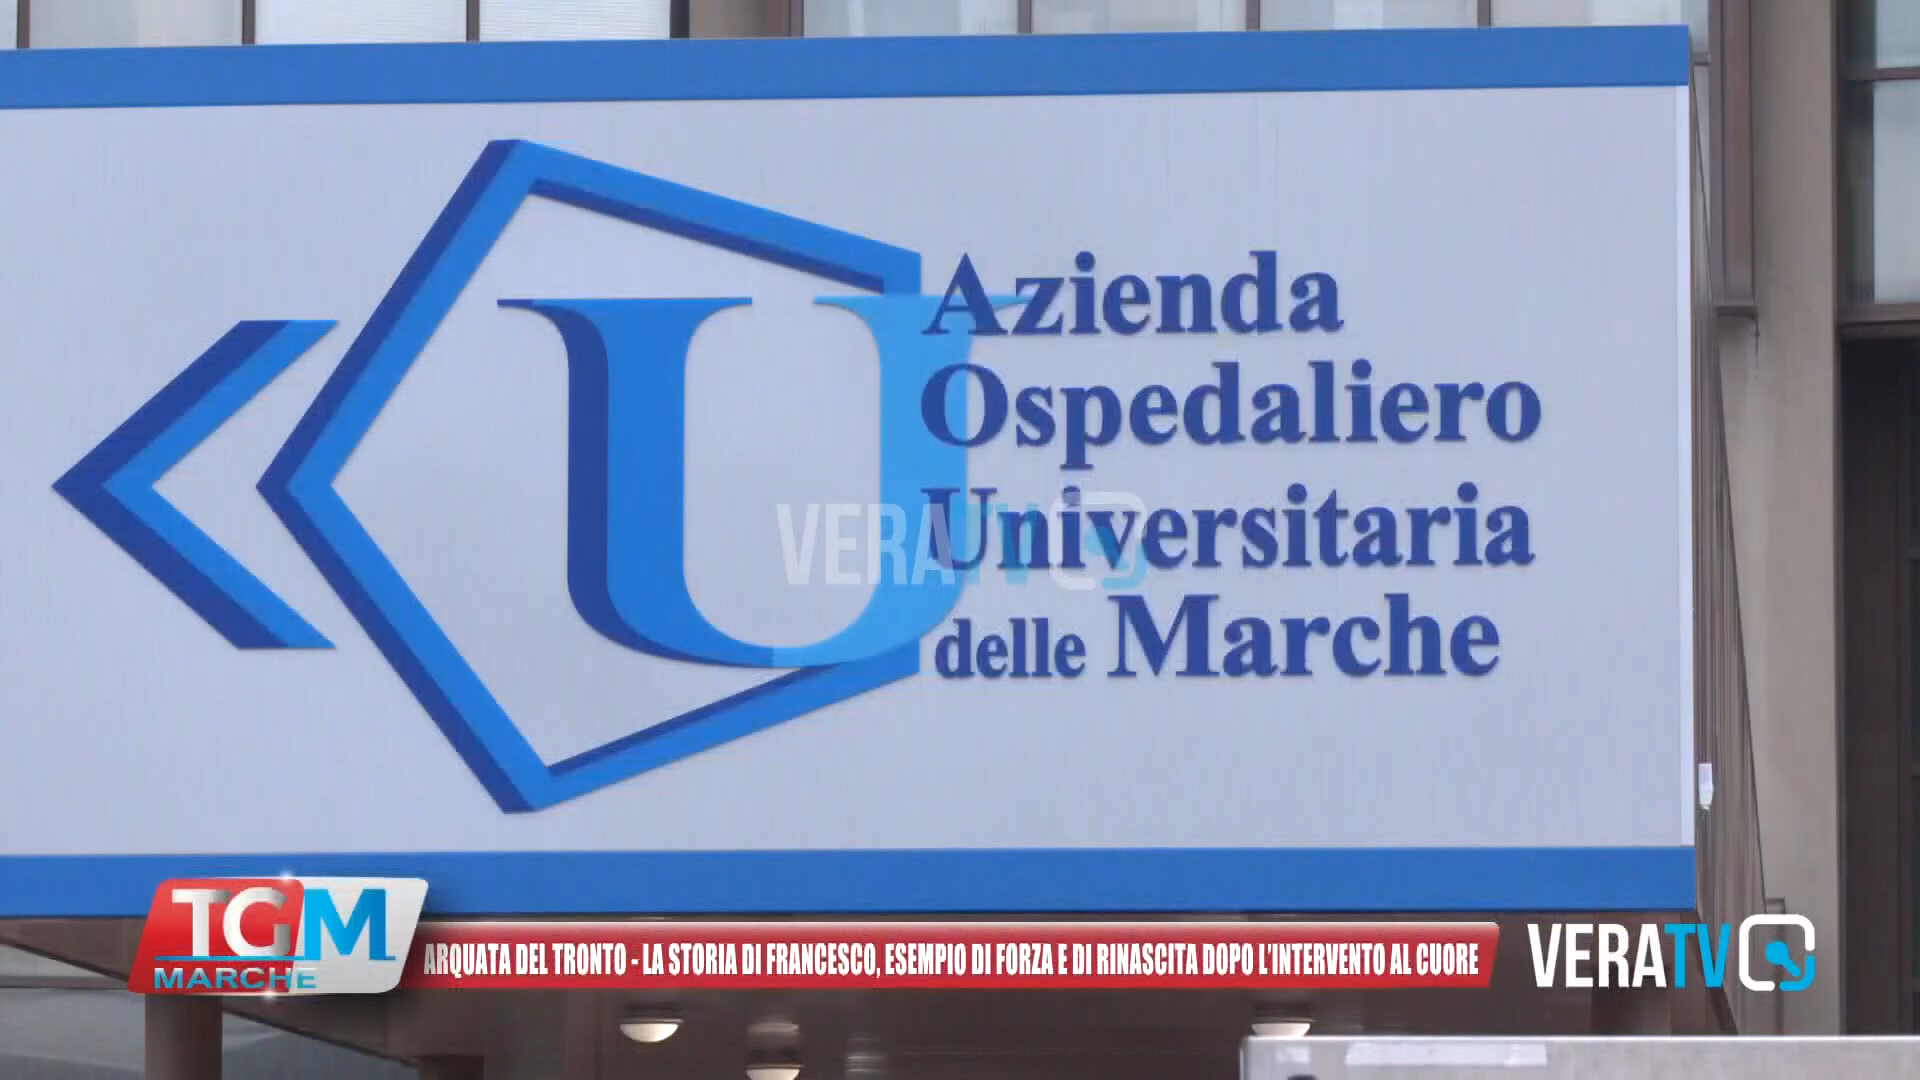 U
Azienda
Ospedaliero
Universitaria
delle Marche
VERATV
TGM
MARCHE
ARQUATA DEL TRONTO - LA STORIA DI FRANCESCO, ESEMPIO DI FORZA E DI RINASCITA DOPO L'INTERVENTO AL CUORE
VERATV